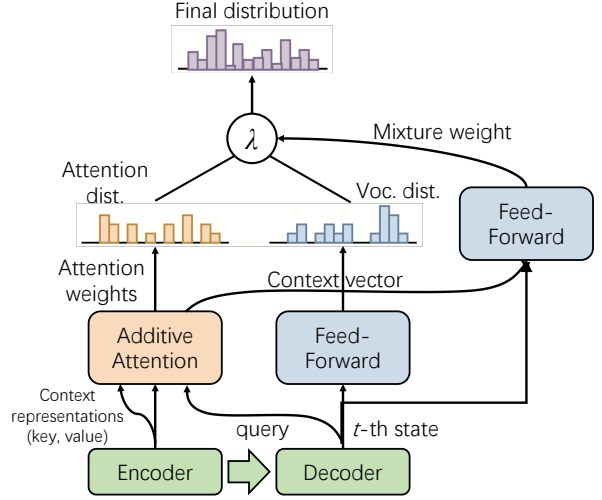 Final distribution
λ
Mixture weight
Attention
dist.
Voc. dist.
Feed-
Forward
Attention
weights
Context vector
Additive
Attention
Feed-
Forward
Context
representations
(key, value)
query
t-th state
Encoder
Decoder